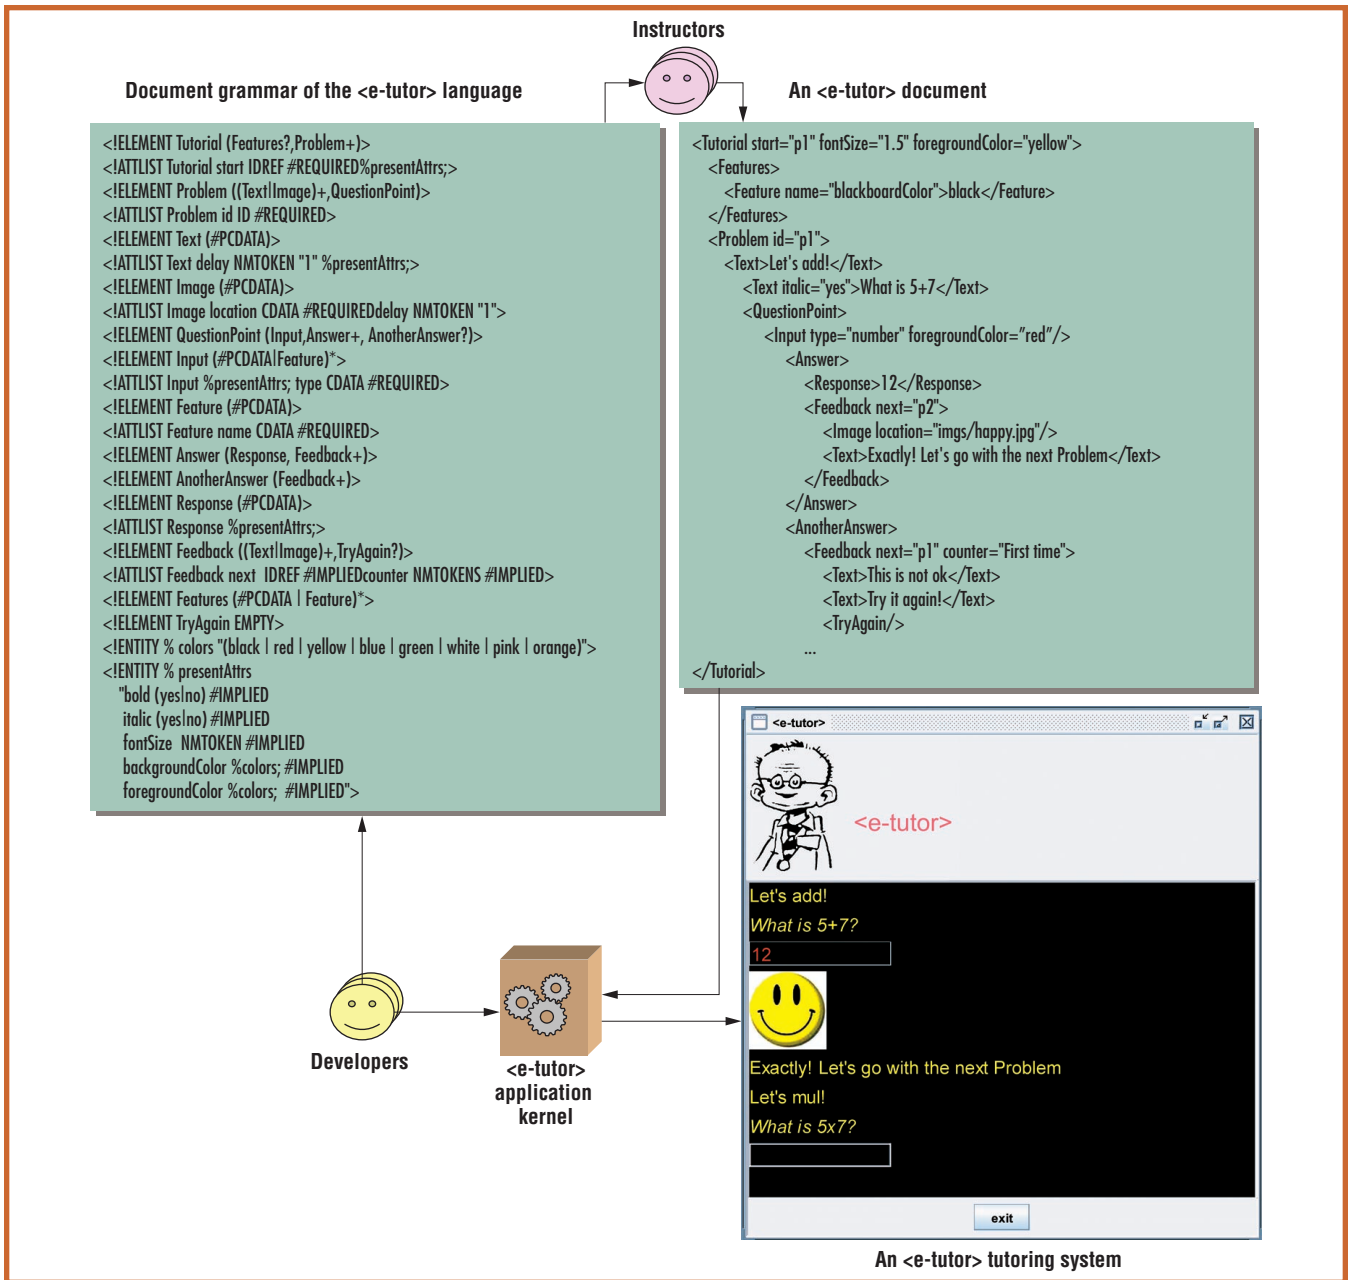 Instructors
Document grammar of the <e-tutor> language
An <e-tutor> document
<!ELEMENT Tutorial (Features?,Problem+)>
<!ATTLIST Tutorial start IDREF #REQUIRED%presentAttrs;>
<!ELEMENT Problem ((Text|Image)+,QuestionPoint)>
<!ATTLIST Problem id ID #REQUIRED>
<!ELEMENT Text (#PCDATA)>
<!ATTLIST Text delay NMTOKEN "1" %presentAttrs;>
<!ELEMENT Image (#PCDATA)>
<!ATTLIST Image location CDATA #REQUIREDdelay NMTOKEN "1">
<!ELEMENT QuestionPoint (Input,Answer+, AnotherAnswer?)>
<!ELEMENT Input (#PCDATA|Feature)*>
<!ATTLIST Input %presentAttrs; type CDATA #REQUIRED>
<!ELEMENT Feature (#PCDATA)>
<!ATTLIST Feature name CDATA #REQUIRED>
<!ELEMENT Answer (Response, Feedback+)>
<!ELEMENT AnotherAnswer (Feedback+)>
<!ELEMENT Response (#PCDATA)>
<!ATTLIST Response %presentAttrs;>
<!ELEMENT Feedback ((Text|Image)+,TryAgain?)>
<!ATTLIST Feedback next  IDREF #IMPLIEDcounter NMTOKENS #IMPLIED>
<!ELEMENT Features (#PCDATA | Feature)*>
<!ELEMENT TryAgain EMPTY>
<!ENTITY % colors "(black | red | yellow | blue | green | white | pink | orange)">
<!ENTITY % presentAttrs
"bold (yes|no) #IMPLIED
italic (yes|no) #IMPLIED
fontSize  NMTOKEN #IMPLIED
backgroundColor %colors; #IMPLIED
foregroundColor %colors;  #IMPLIED">
<Tutorial start="p1" fontSize="1.5" foregroundColor="yellow">
<Features>
<Feature name="blackboardColor">black</Feature>
</Features>
<Problem id="p1">
<Text>Let's add!</Text>
<Text italic="yes">What is 5+7</Text>
<QuestionPoint>
<Input type="number" foregroundColor="red"/>
<Answer>
<Response>12</Response>
<Feedback next="p2">
<Image location="imgs/happy.jpg"/>
<Text>Exactly! Let's go with the next Problem</Text>
</Feedback>
</Answer>
<AnotherAnswer>
<Feedback next="p1" counter="First time">
<Text>This is not ok</Text>
<Text>Try it again!</Text>
<TryAgain/>
...
</Tutorial>
<e-tutor>
<e-tutor>
Let's add!
What is 5+7?
12
Exactly! Let's go with the next Problem
Let's mul!
What is 5x7?
exit
Developers
<e-tutor>
application
kernel
An <e-tutor> tutoring system